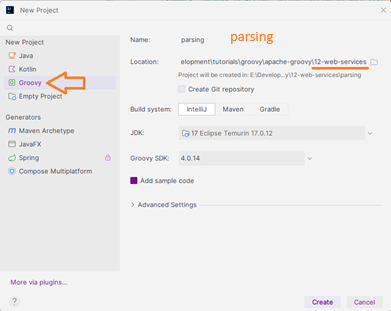 New Project
New Project
Java
Kotlin
Groovy
Empty Project
Generators
Maven Archetype
JavaFX
Spring
Compose Multiplatform
More via plugins...
?
Name: parsing
parsing
Location: elopment\tutorials\groovy\apache-groovy\12-web-services
Project will be created in: E:\Develop...y\12-web-services\parsing
Create Git repository
Build system: IntelliJ Maven Gradle
JDK: 17 Eclipse Temurin 17.0.12
Groovy SDK: 4.0.14
Add sample code
Advanced Settings
Create Cancel